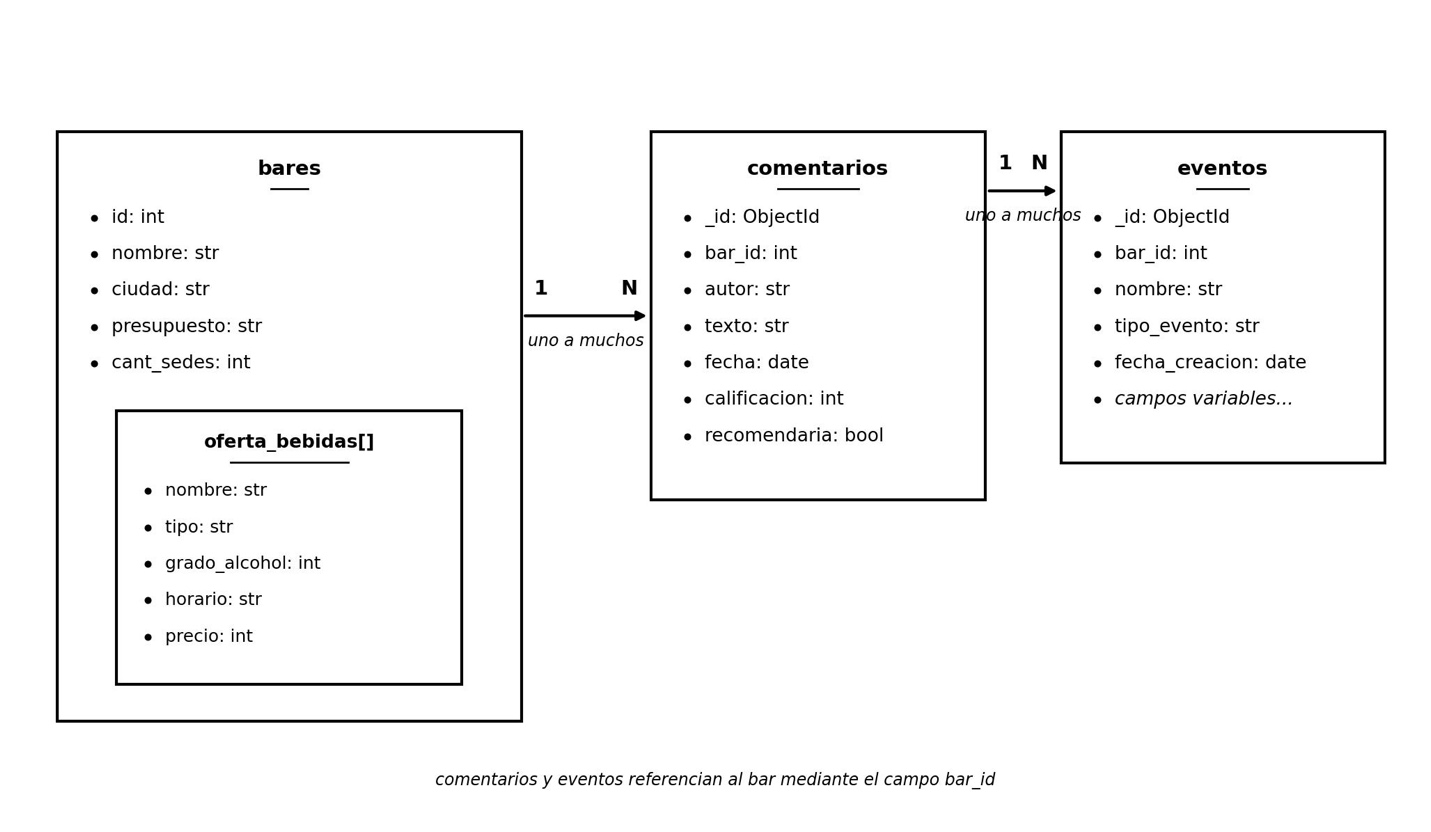 bares
• id: int
• nombre: str
• ciudad: str
• presupuesto: str
• cant_sedes: int
oferta_bebidas[]
• nombre: str
• tipo: str
• grado_alcohol: int
• horario: str
• precio: int
1 N
uno a muchos
comentarios
• _id: ObjectId
• bar_id: int
• autor: str
• texto: str
• fecha: date
• calificacion: int
• recomendaria: bool
1 N
uno a muchos
eventos
• _id: ObjectId
• bar_id: int
• nombre: str
• tipo_evento: str
• fecha_creacion: date
• campos variables...
comentarios y eventos referencian al bar mediante el campo bar_id